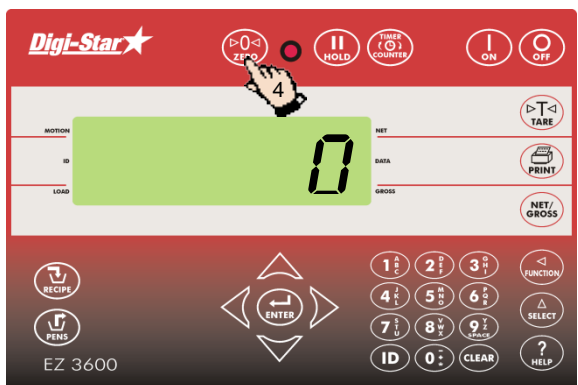 Digi-Star
▷0◁
ZERO
HOLD
TIMER
COUNTER
ON
OFF
4
▷T◁
TARE
PRINT
NET/
GROSS
MOTION
ID
LOAD
0
NET
DATA
GROSS
RECIPE
PENS
ENTER
1 A B C
2 D E F
3 G H I
FUNCTION
4 J K L
5 M N O
6 P Q R
SELECT
7 S T U
8 V W X
9 Y Z
SPACE
ID
0
CLEAR
?
HELP
EZ 3600